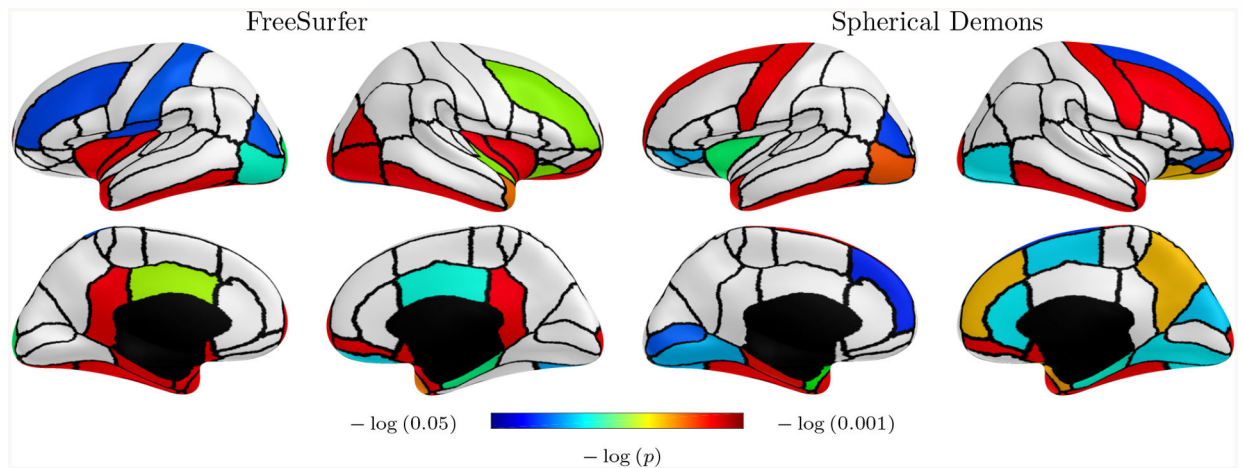 FreeSurfer
Spherical Demons
− log (0.05)
− log (0.001)
− log (p)